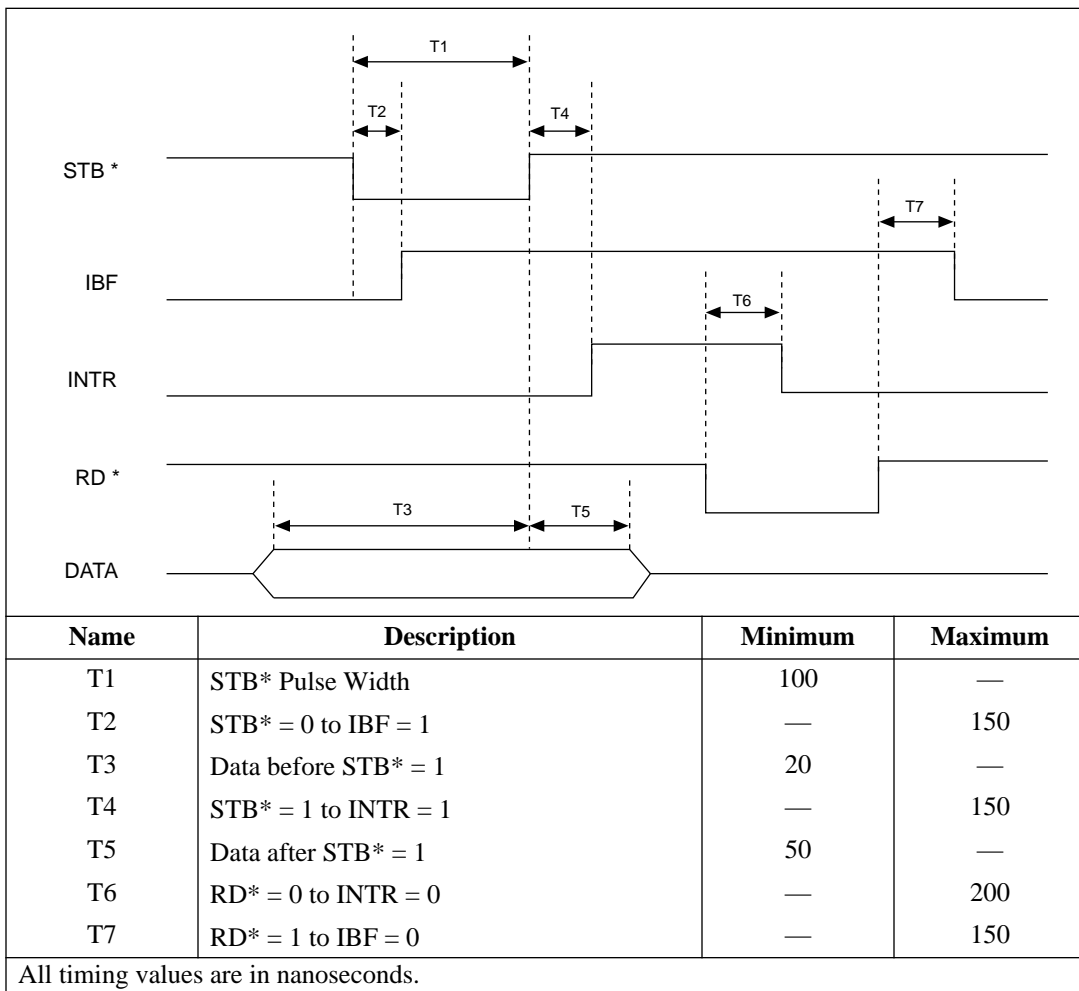 T1
T2
T4
STB *
T7
IBF
T6
INTR
RD *
T3
T5
DATA
Name Description Minimum Maximum
T1 STB* Pulse Width 100 —
T2 STB* = 0 to IBF = 1 — 150
T3 Data before STB* = 1 20 —
T4 STB* = 1 to INTR = 1 — 150
T5 Data after STB* = 1 50 —
T6 RD* = 0 to INTR = 0 — 200
T7 RD* = 1 to IBF = 0 — 150
All timing values are in nanoseconds.